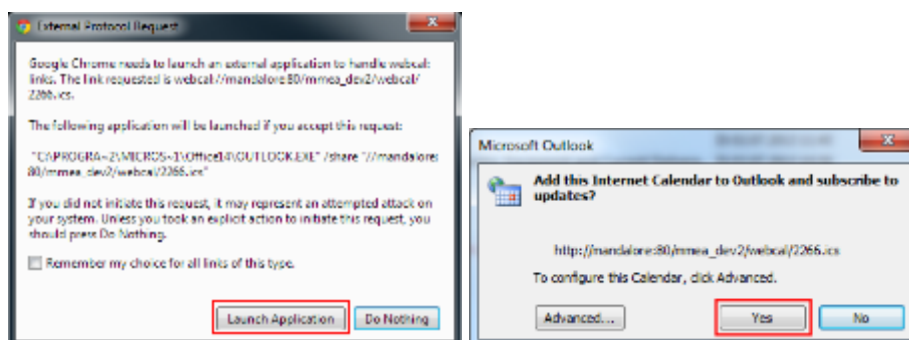 External Protocol Request
Google Chrome needs to launch an external application to handle webcal:
links. The link requested is webcal://mandalore:80/mmea_dev2/webcal/
2266.ics.
The following application will be launched if you accept this request:
"C:\PROGRA~2\MICROS~1\Office14\OUTLOOK.EXE" /share "//mandalore:
80/mmea_dev2/webcal/2266.ics"
If you did not initiate this request, it may represent an attempted attack on
your system. Unless you took an explicit action to initiate this request, you
should press Do Nothing.
Remember my choice for all links of this type.
Launch Application
Do Nothing
Microsoft Outlook
Add this Internet Calendar to Outlook and subscribe to
updates?
http://mandalore:80/mmea_dev2/webcal/2266.ics
To configure this Calendar, click Advanced.
Advanced...
Yes
No